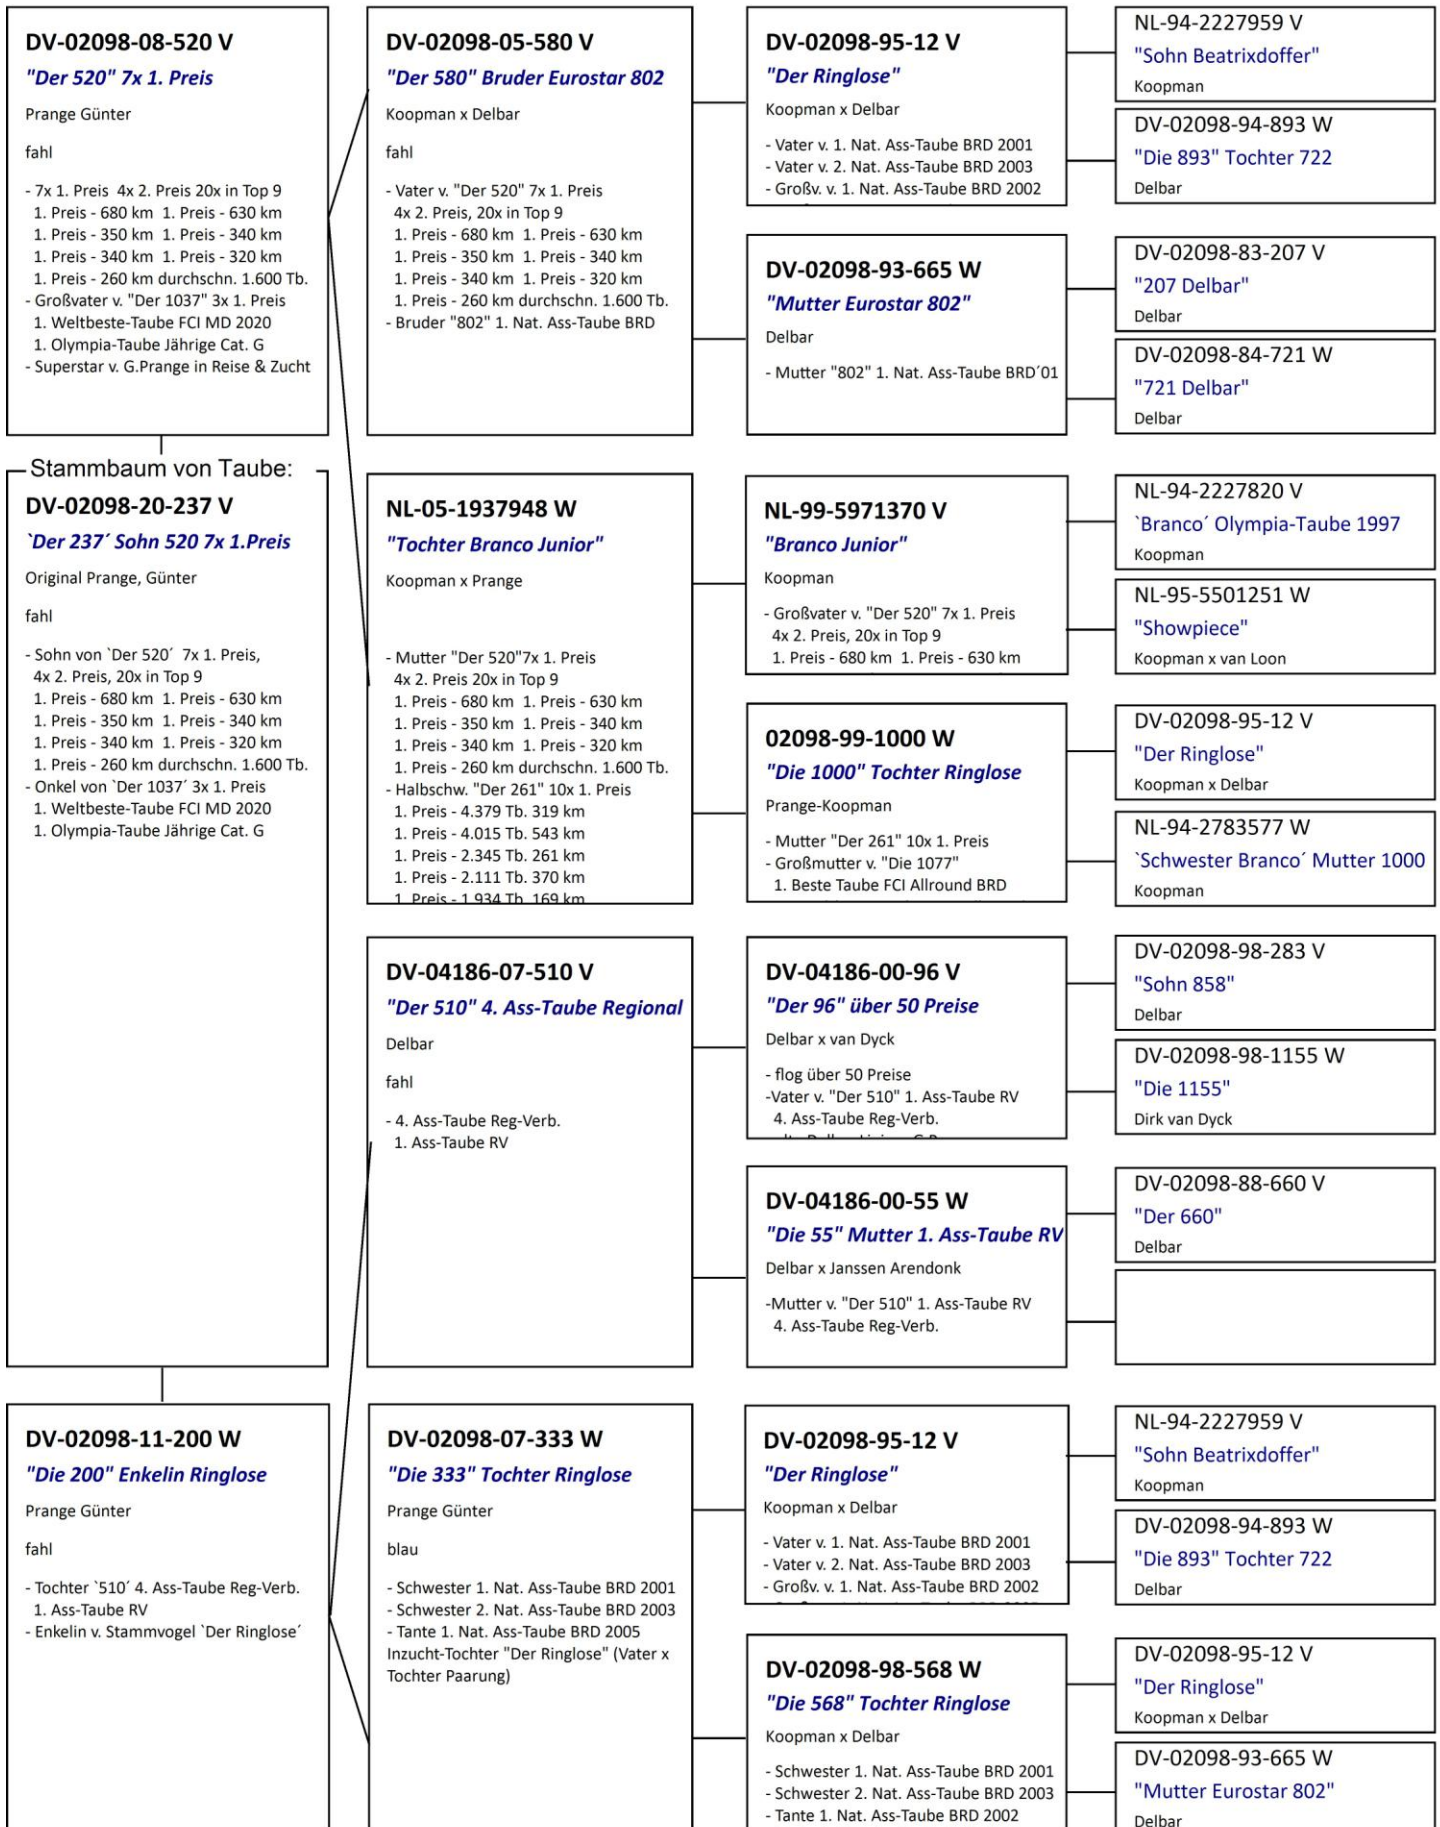 DV-02098-08-520 V
"Der 520" 7x 1. Preis
Prange Günter
fahl
- 7x 1. Preis 4x 2. Preis 20x in Top 9
1. Preis - 680 km 1. Preis - 630 km
1. Preis - 350 km 1. Preis - 340 km
1. Preis - 340 km 1. Preis - 320 km
1. Preis - 260 km durchschn. 1.600 Tb.
- Großvater v. "Der 1037" 3x 1. Preis
1. Weltbeste-Taube FCI MD 2020
1. Olympia-Taube Jährige Cat. G
- Superstar v. G.Prange in Reise & Zucht
Stammbaum von Taube:
DV-02098-20-237 V
`Der 237´ Sohn 520 7x 1.Preis
Original Prange, Günter
fahl
- Sohn von `Der 520´ 7x 1. Preis,
4x 2. Preis, 20x in Top 9
1. Preis - 680 km 1. Preis - 630 km
1. Preis - 350 km 1. Preis - 340 km
1. Preis - 340 km 1. Preis - 320 km
1. Preis - 260 km durchschn. 1.600 Tb.
- Onkel von `Der 1037´ 3x 1. Preis
1. Weltbeste-Taube FCI MD 2020
1. Olympia-Taube Jährige Cat. G
DV-02098-11-200 W
"Die 200" Enkelin Ringlose
Prange Günter
fahl
- Tochter `510´ 4. Ass-Taube Reg-Verb.
1. Ass-Taube RV
- Enkelin v. Stammvogel `Der Ringlose´
DV-02098-05-580 V
"Der 580" Bruder Eurostar 802
Koopman x Delbar
fahl
- Vater v. "Der 520" 7x 1. Preis
4x 2. Preis, 20x in Top 9
1. Preis - 680 km 1. Preis - 630 km
1. Preis - 350 km 1. Preis - 340 km
1. Preis - 340 km 1. Preis - 320 km
1. Preis - 260 km durchschn. 1.600 Tb.
- Bruder "802" 1. Nat. Ass-Taube BRD
NL-05-1937948 W
"Tochter Branco Junior"
Koopman x Prange
- Mutter "Der 520"7x 1. Preis
4x 2. Preis 20x in Top 9
1. Preis - 680 km 1. Preis - 630 km
1. Preis - 350 km 1. Preis - 340 km
1. Preis - 340 km 1. Preis - 320 km
1. Preis - 260 km durchschn. 1.600 Tb.
- Halbschw. "Der 261" 10x 1. Preis
1. Preis - 4.379 Tb. 319 km
1. Preis - 4.015 Tb. 543 km
1. Preis - 2.345 Tb. 261 km
1. Preis - 2.111 Tb. 370 km
1. Preis - 1.934 Tb. 169 km
DV-04186-07-510 V
"Der 510" 4. Ass-Taube Regional
Delbar
fahl
- 4. Ass-Taube Reg-Verb.
1. Ass-Taube RV
DV-02098-07-333 W
"Die 333" Tochter Ringlose
Prange Günter
blau
- Schwester 1. Nat. Ass-Taube BRD 2001
- Schwester 2. Nat. Ass-Taube BRD 2003
- Tante 1. Nat. Ass-Taube BRD 2005
Inzucht-Tochter "Der Ringlose" (Vater x
Tochter Paarung)
DV-02098-95-12 V
"Der Ringlose"
Koopman x Delbar
- Vater v. 1. Nat. Ass-Taube BRD 2001
- Vater v. 2. Nat. Ass-Taube BRD 2003
- Großv. v. 1. Nat. Ass-Taube BRD 2002
DV-02098-93-665 W
"Mutter Eurostar 802"
Delbar
- Mutter "802" 1. Nat. Ass-Taube BRD´01
NL-99-5971370 V
"Branco Junior"
Koopman
- Großvater v. "Der 520" 7x 1. Preis
4x 2. Preis, 20x in Top 9
1. Preis - 680 km 1. Preis - 630 km
02098-99-1000 W
"Die 1000" Tochter Ringlose
Prange-Koopman
- Mutter "Der 261" 10x 1. Preis
- Großmutter v. "Die 1077"
1. Beste Taube FCI Allround BRD
DV-04186-00-96 V
"Der 96" über 50 Preise
Delbar x van Dyck
- flog über 50 Preise
-Vater v. "Der 510" 1. Ass-Taube RV
4. Ass-Taube Reg-Verb.
DV-04186-00-55 W
"Die 55" Mutter 1. Ass-Taube RV
Delbar x Janssen Arendonk
-Mutter v. "Der 510" 1. Ass-Taube RV
4. Ass-Taube Reg-Verb.
DV-02098-95-12 V
"Der Ringlose"
Koopman x Delbar
- Vater v. 1. Nat. Ass-Taube BRD 2001
- Vater v. 2. Nat. Ass-Taube BRD 2003
- Großv. v. 1. Nat. Ass-Taube BRD 2002
DV-02098-98-568 W
"Die 568" Tochter Ringlose
Koopman x Delbar
- Schwester 1. Nat. Ass-Taube BRD 2001
- Schwester 2. Nat. Ass-Taube BRD 2003
- Tante 1. Nat. Ass-Taube BRD 2002
NL-94-2227959 V
"Sohn Beatrixdoffer"
Koopman
DV-02098-94-893 W
"Die 893" Tochter 722
Delbar
DV-02098-83-207 V
"207 Delbar"
Delbar
DV-02098-84-721 W
"721 Delbar"
Delbar
NL-94-2227820 V
`Branco´ Olympia-Taube 1997
Koopman
NL-95-5501251 W
"Showpiece"
Koopman x van Loon
DV-02098-95-12 V
"Der Ringlose"
Koopman x Delbar
NL-94-2783577 W
`Schwester Branco´ Mutter 1000
Koopman
DV-02098-98-283 V
"Sohn 858"
Delbar
DV-02098-98-1155 W
"Die 1155"
Dirk van Dyck
DV-02098-88-660 V
"Der 660"
Delbar
NL-94-2227959 V
"Sohn Beatrixdoffer"
Koopman
DV-02098-94-893 W
"Die 893" Tochter 722
Delbar
DV-02098-95-12 V
"Der Ringlose"
Koopman x Delbar
DV-02098-93-665 W
"Mutter Eurostar 802"
Delbar